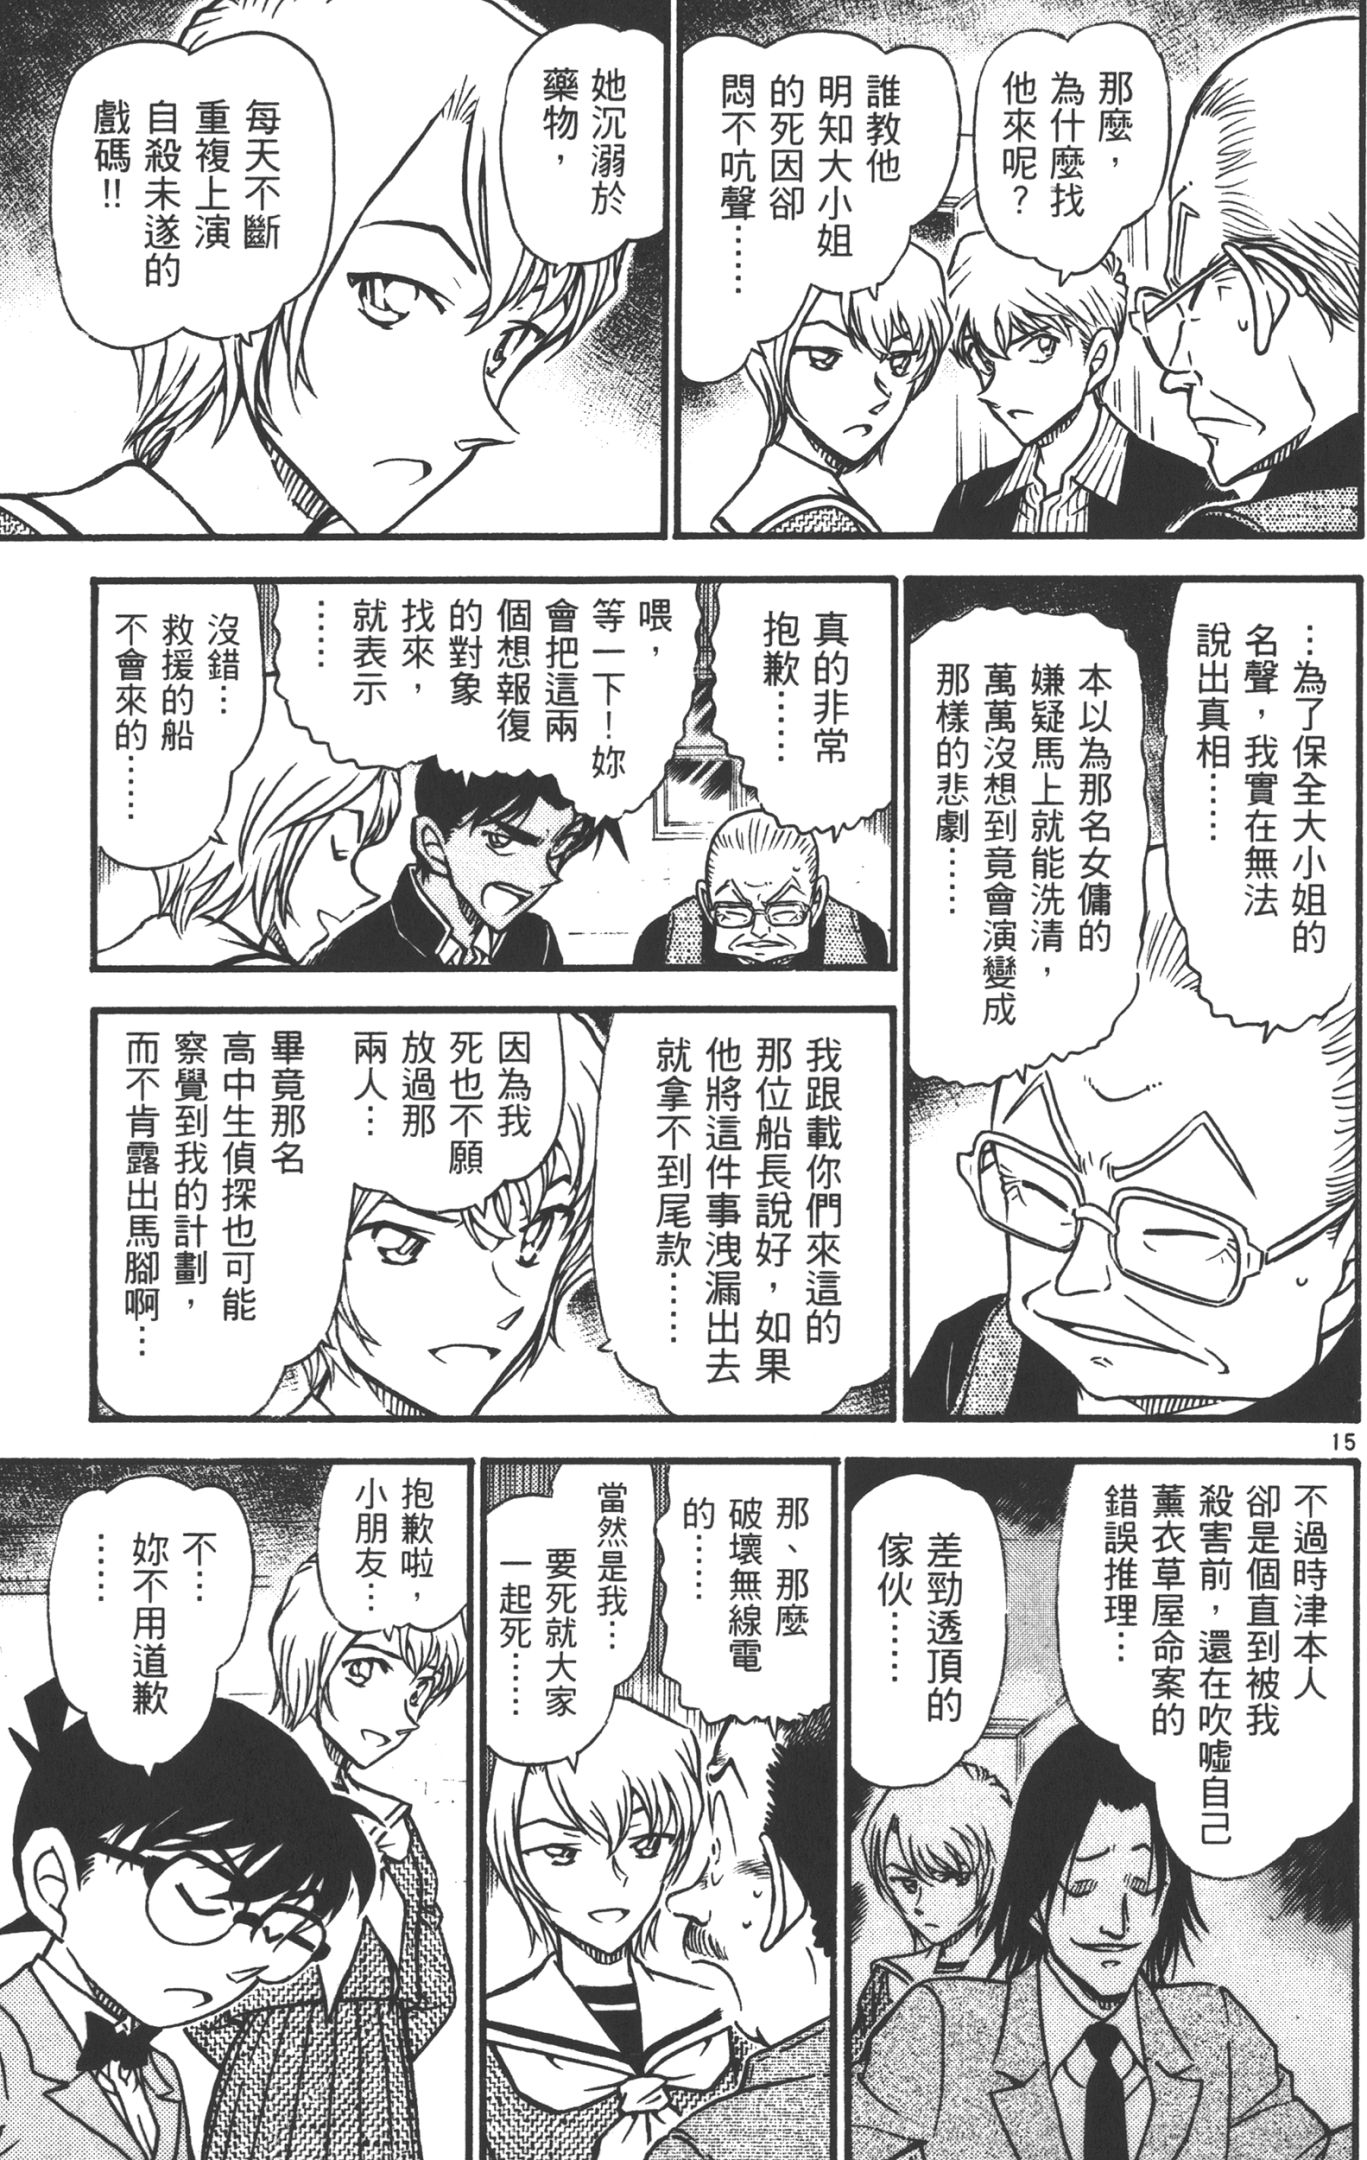 那麼，
為什麼找
他來呢？
誰教他
明知大小姐
的死因卻
悶不吭聲……
她沉溺於
藥物，
每天不斷
重複上演
自殺未遂的
戲碼!!
…為了保全大小姐的
名聲，我實在無法
說出真相……
本以為那名女傭的
嫌疑馬上就能洗清，
萬萬沒想到竟會演變成
那樣的悲劇……
真的非常
抱歉……
喂，
等一下！妳
會把這兩
個想報復
的對象
找來，
就表示
……
沒錯…
救援的船
不會來的……
我跟載你們來這的
那位船長說好，如果
他將這件事洩漏出去
就拿不到尾款……
因為我
死也不願
放過那
兩人…
畢竟那名
高中生偵探也可能
察覺到我的計劃，
而不肯露出馬腳啊…
15
不過時津本人
卻是個直到被我
殺害前，還在吹噓自己
薰衣草屋命案的
錯誤推理…
差勁透頂的
傢伙……
那、那麼
破壞無線電
的……
當然是我…
要死就大家
一起死……
抱歉啦，
小朋友…
不…
妳不用道歉
……